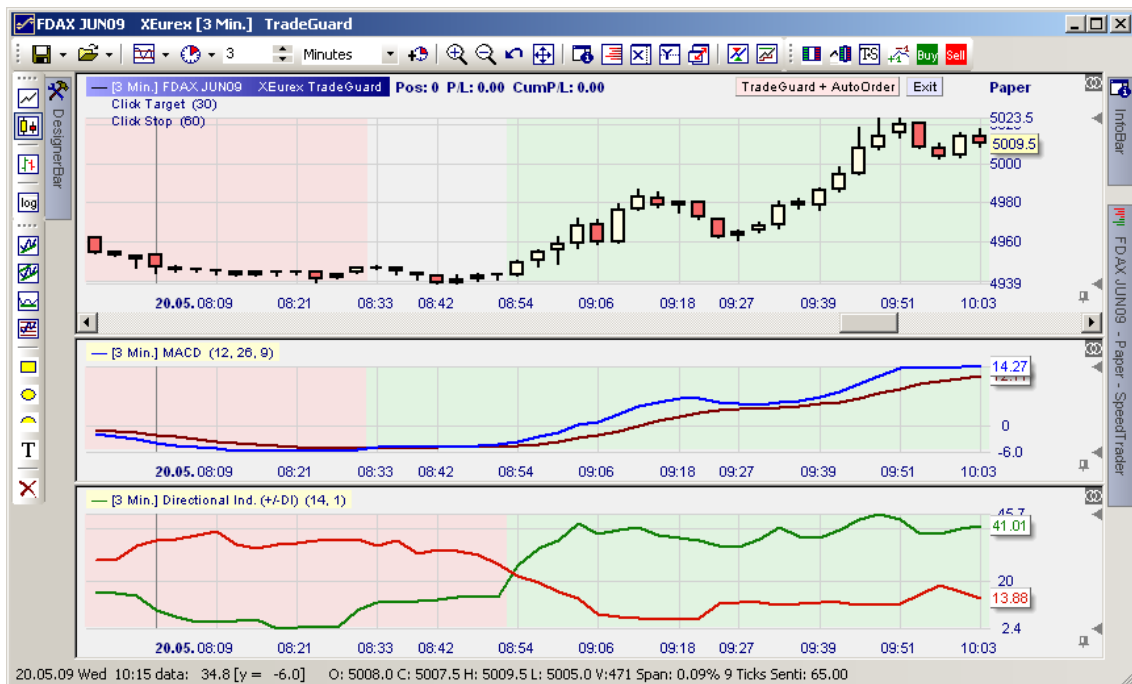 FDAX JUN09 XEurex [3 Min.] TradeGuard
3 Minutes Buy Sell
[3 Min.] FDAX JUN09 XEurex TradeGuard Pos: 0 P/L: 0.00 CumP/L: 0.00 TradeGuard + AutoOrder Exit Paper
Click Target (30)
Click Stop (60)
DesignerBar
log
T
InfoBar
FDAX JUN09 - Paper - SpeedTrader
5023.5
5009.5
5000
4980
4960
4939
20.05. 08:09 08:21 08:33 08:42 08:54 09:06 09:18 09:27 09:39 09:51 10:03
[3 Min.] MACD (12, 26, 9)
14.27
0
-6.0
20.05. 08:09 08:21 08:33 08:42 08:54 09:06 09:18 09:27 09:39 09:51 10:03
[3 Min.] Directional Ind. (+/-DI) (14, 1)
45.7
41.01
20
13.88
2.4
20.05. 08:09 08:21 08:33 08:42 08:54 09:06 09:18 09:27 09:39 09:51 10:03
20.05.09 Wed 10:15 data: 34.8 [y = -6.0] O: 5008.0 C: 5007.5 H: 5009.5 L: 5005.0 V:471 Span: 0.09% 9 Ticks Senti: 65.00